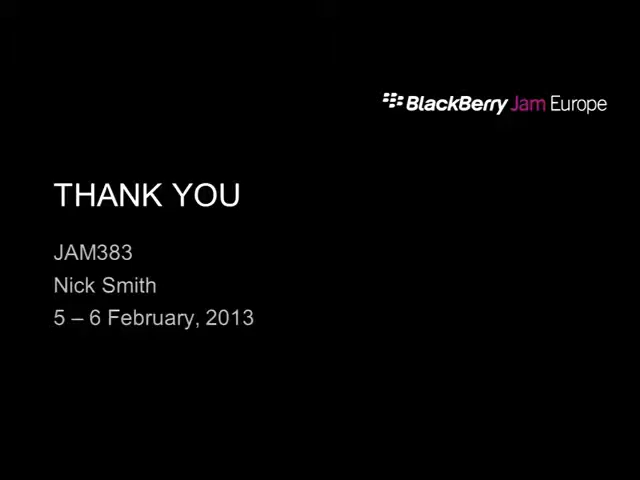 BlackBerry Jam Europe
THANK YOU
JAM383
Nick Smith
5 – 6 February, 2013